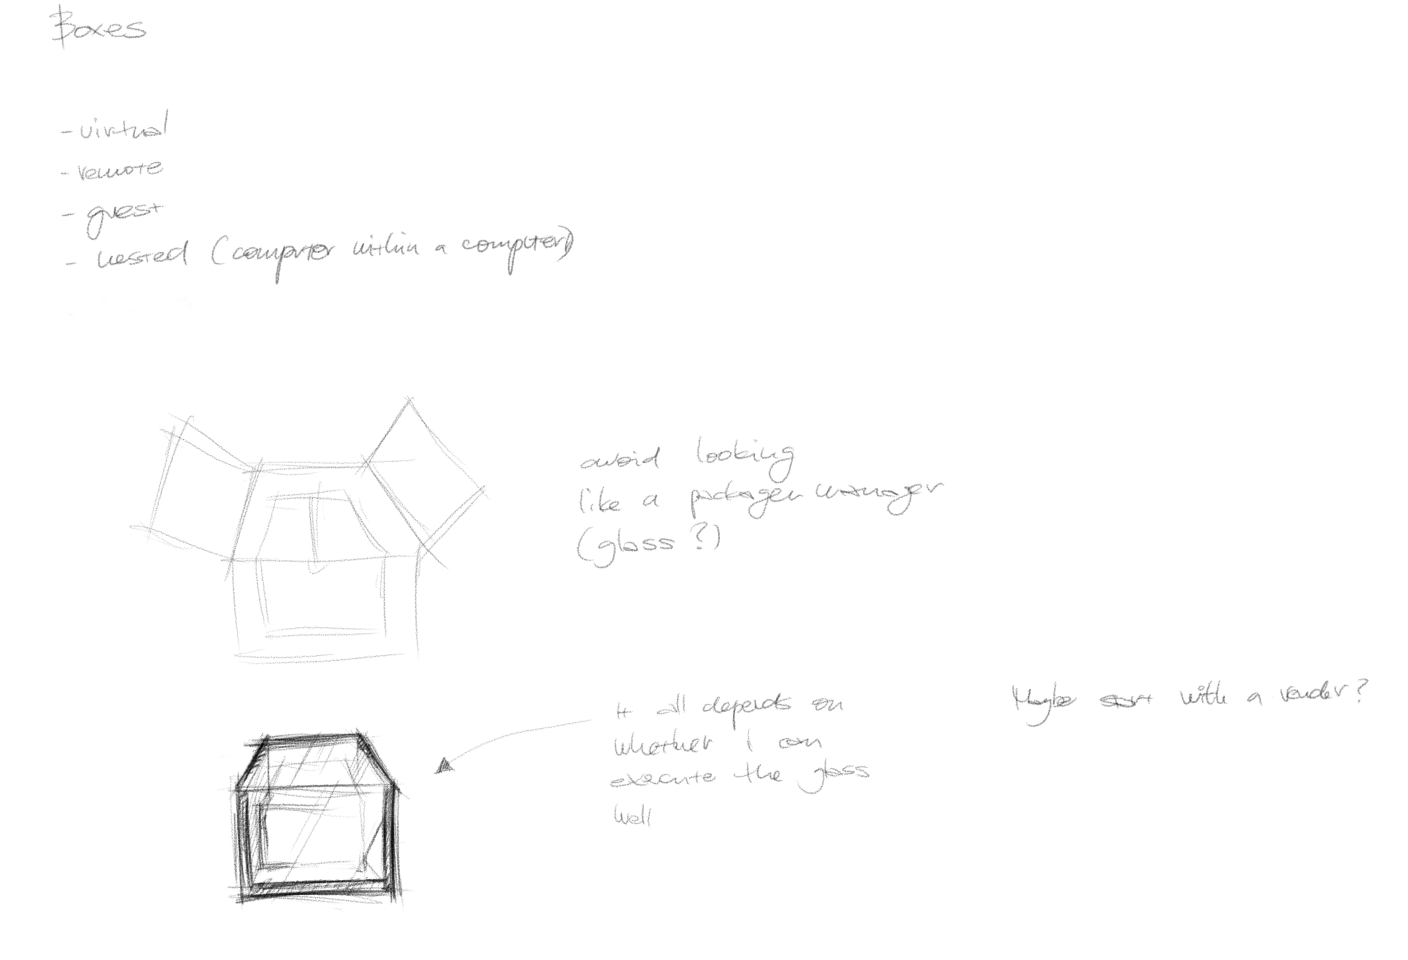 Boxes
- virtual
- remote
- guest
- nested (computer within a computer)
avoid looking
like a package manager
(glass?)
It all depends on
whether I can
execute the glass
well
Maybe start with a render?